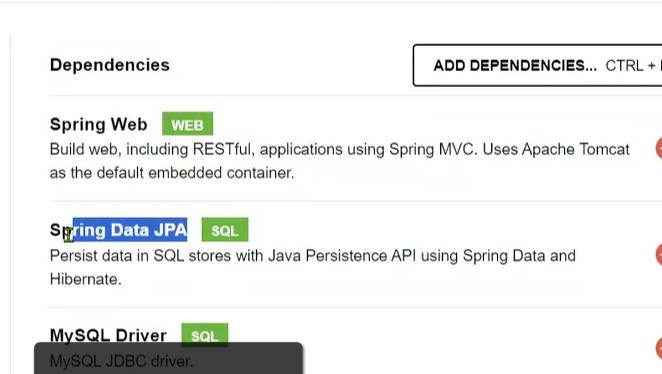 Dependencies
ADD DEPENDENCIES... CTRL +
Spring Web WEB
Build web, including RESTful, applications using Spring MVC. Uses Apache Tomcat
as the default embedded container.
Spring Data JPA SQL
Persist data in SQL stores with Java Persistence API using Spring Data and
Hibernate.
MySQL Driver SQL
MySQL JDBC driver.